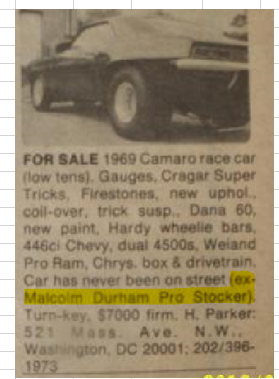 FOR SALE 1969 Camaro race car
(low tens). Gauges, Cragar Super
Tricks, Firestones, new uphol.,
coil-over, trick susp., Dana 60,
new paint, Hardy wheelie bars,
446ci Chevy, dual 4500s, Weiand
Pro Ram, Chrys. box & drivetrain.
Car has never been on street (ex-
Malcolm Durham Pro Stocker).
Turn-key, $7000 firm. H. Parker:
521 Mass. Ave. N.W.,
Washington, DC 20001; 202/396-
1973